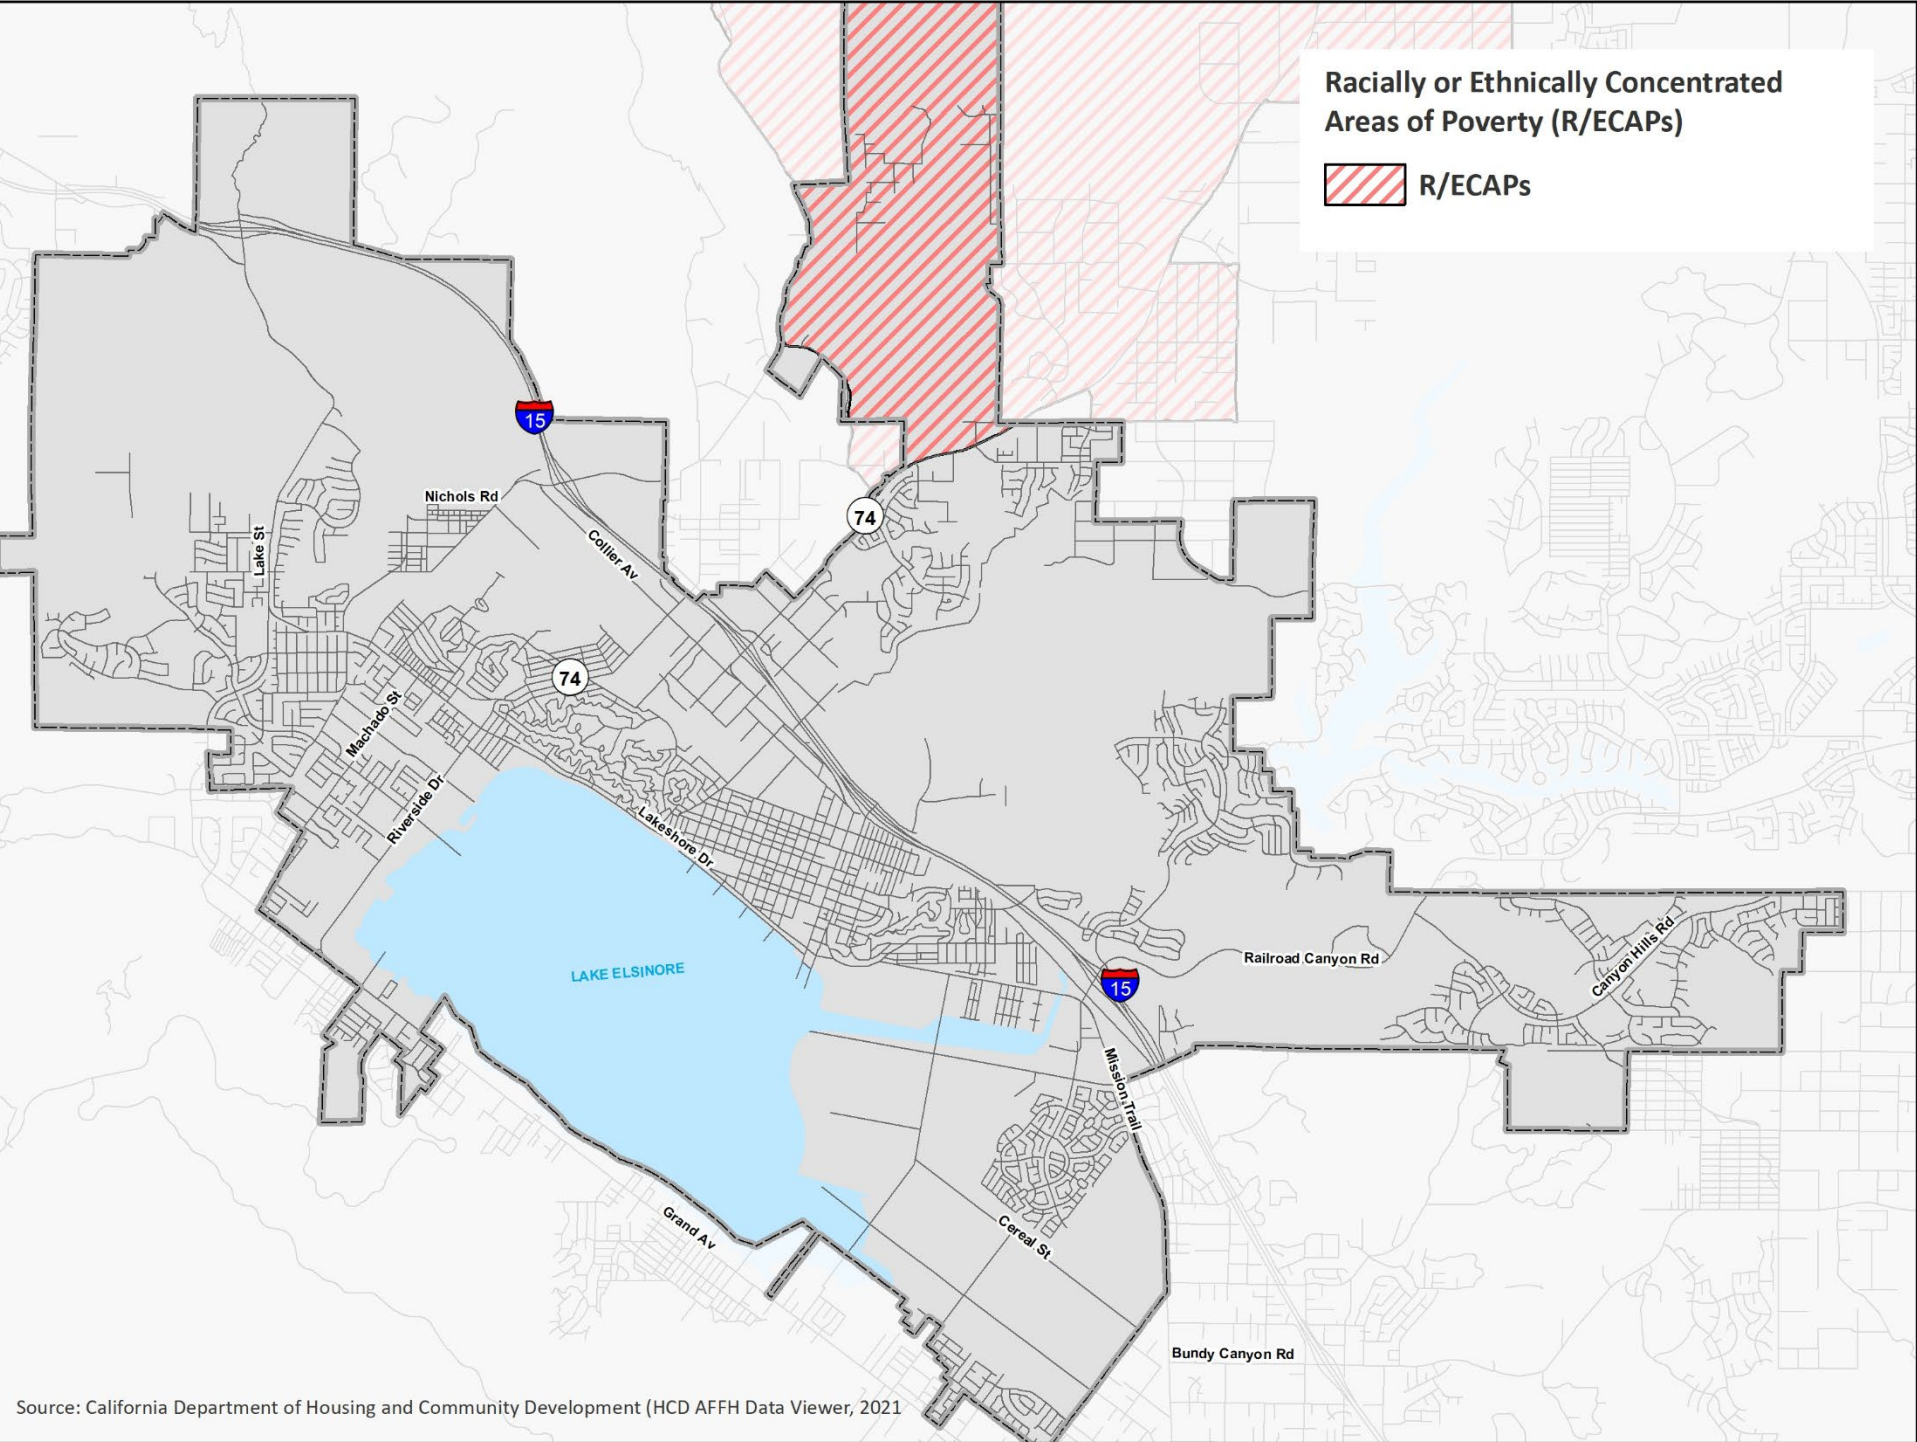 Racially or Ethnically Concentrated
Areas of Poverty (R/ECAPs)
R/ECAPs
15
Nichols Rd
74
Lake St
Collier Av
74
Machado St
Riverside Dr
Lakeshore Dr
LAKE ELSINORE
Railroad Canyon Rd
Canyon Hills Rd
15
Mission Trail
Grand Av
Cereal St
Bundy Canyon Rd
Source: California Department of Housing and Community Development (HCD AFFH Data Viewer, 2021